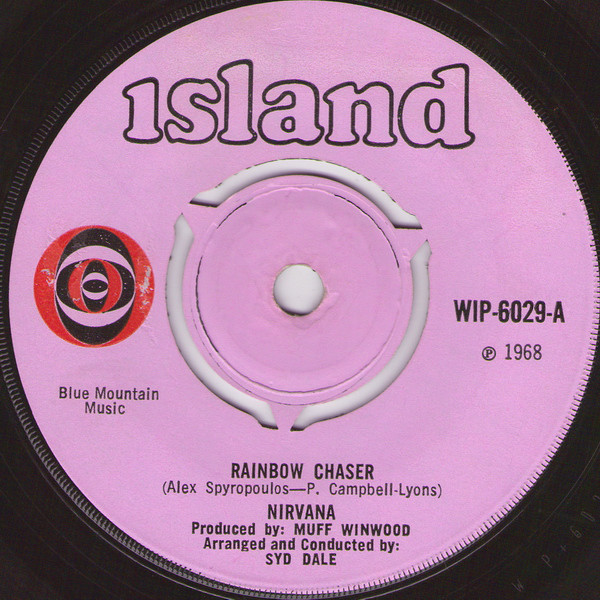 island
WIP-6029-A
℗ 1968
Blue Mountain
Music
RAINBOW CHASER
(Alex Spyropoulos—P. Campbell-Lyons)
NIRVANA
Produced by: MUFF WINWOOD
Arranged and Conducted by:
SYD DALE